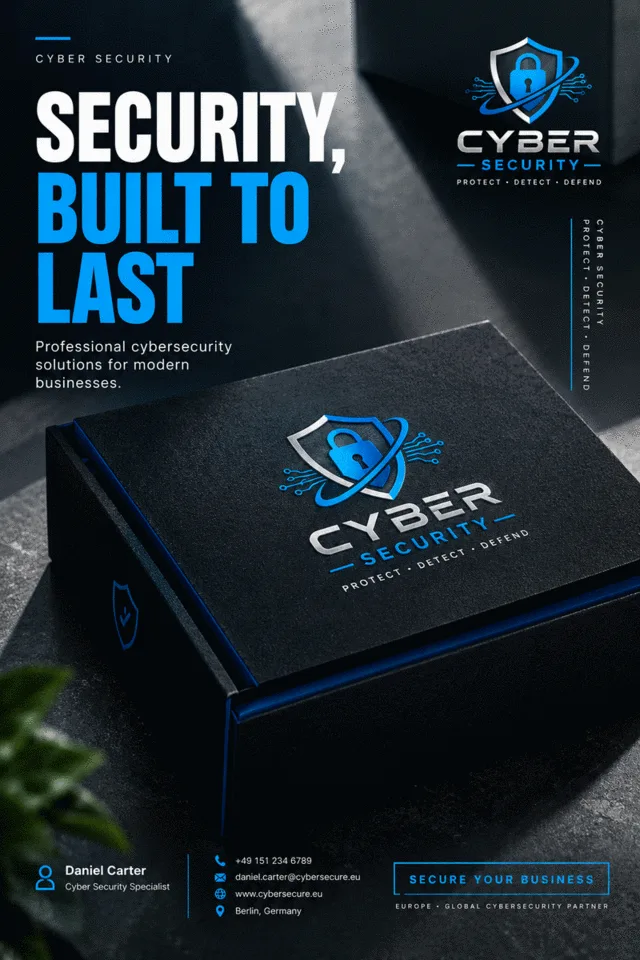 CYBER SECURITY
SECURITY,
BUILT TO
LAST
Professional cybersecurity
solutions for modern
businesses.
CYBER
SECURITY
PROTECT • DETECT • DEFEND
CYBER SECURITY
PROTECT • DETECT • DEFEND
CYBER
SECURITY
PROTECT • DETECT • DEFEND
Daniel Carter
Cyber Security Specialist
+49 151 234 6789
daniel.carter@cybersecure.eu
www.cybersecure.eu
Berlin, Germany
SECURE YOUR BUSINESS
EUROPE • GLOBAL CYBERSECURITY PARTNER